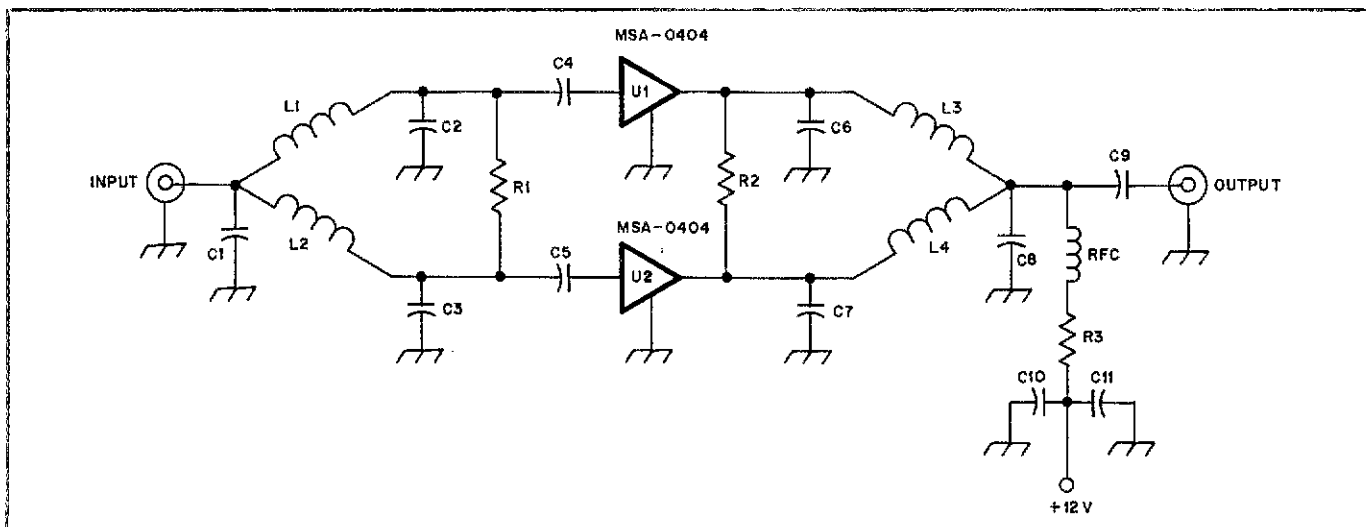 MSA-0404
C4
U1
L1
C2
C6
L3
R1
R2
C9
INPUT
OUTPUT
MSA-0404
C1
L2
C5
L4
C8
RFC
U2
C3
C7
R3
C10
C11
+12V